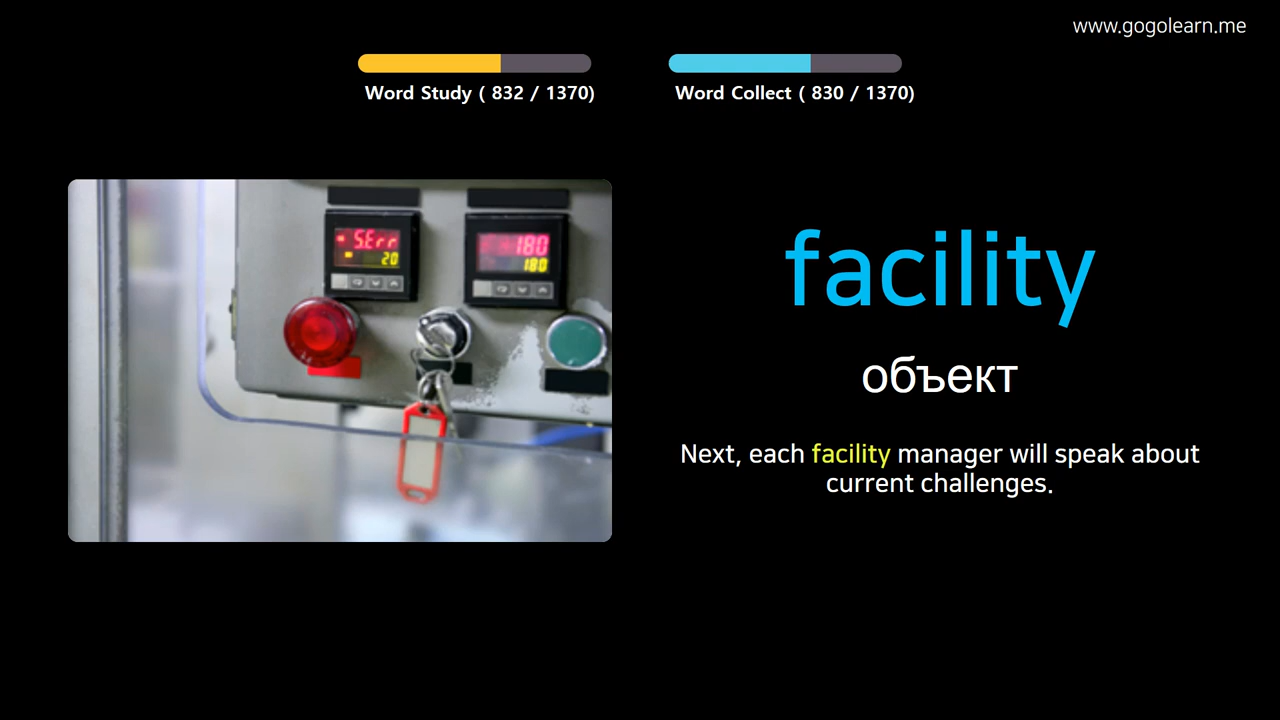 www.gogolearn.me
Word Study ( 832 / 1370)
Word Collect ( 830 / 1370)
S.Err
20
180
180
facility
объект
Next, each facility manager will speak about
current challenges.